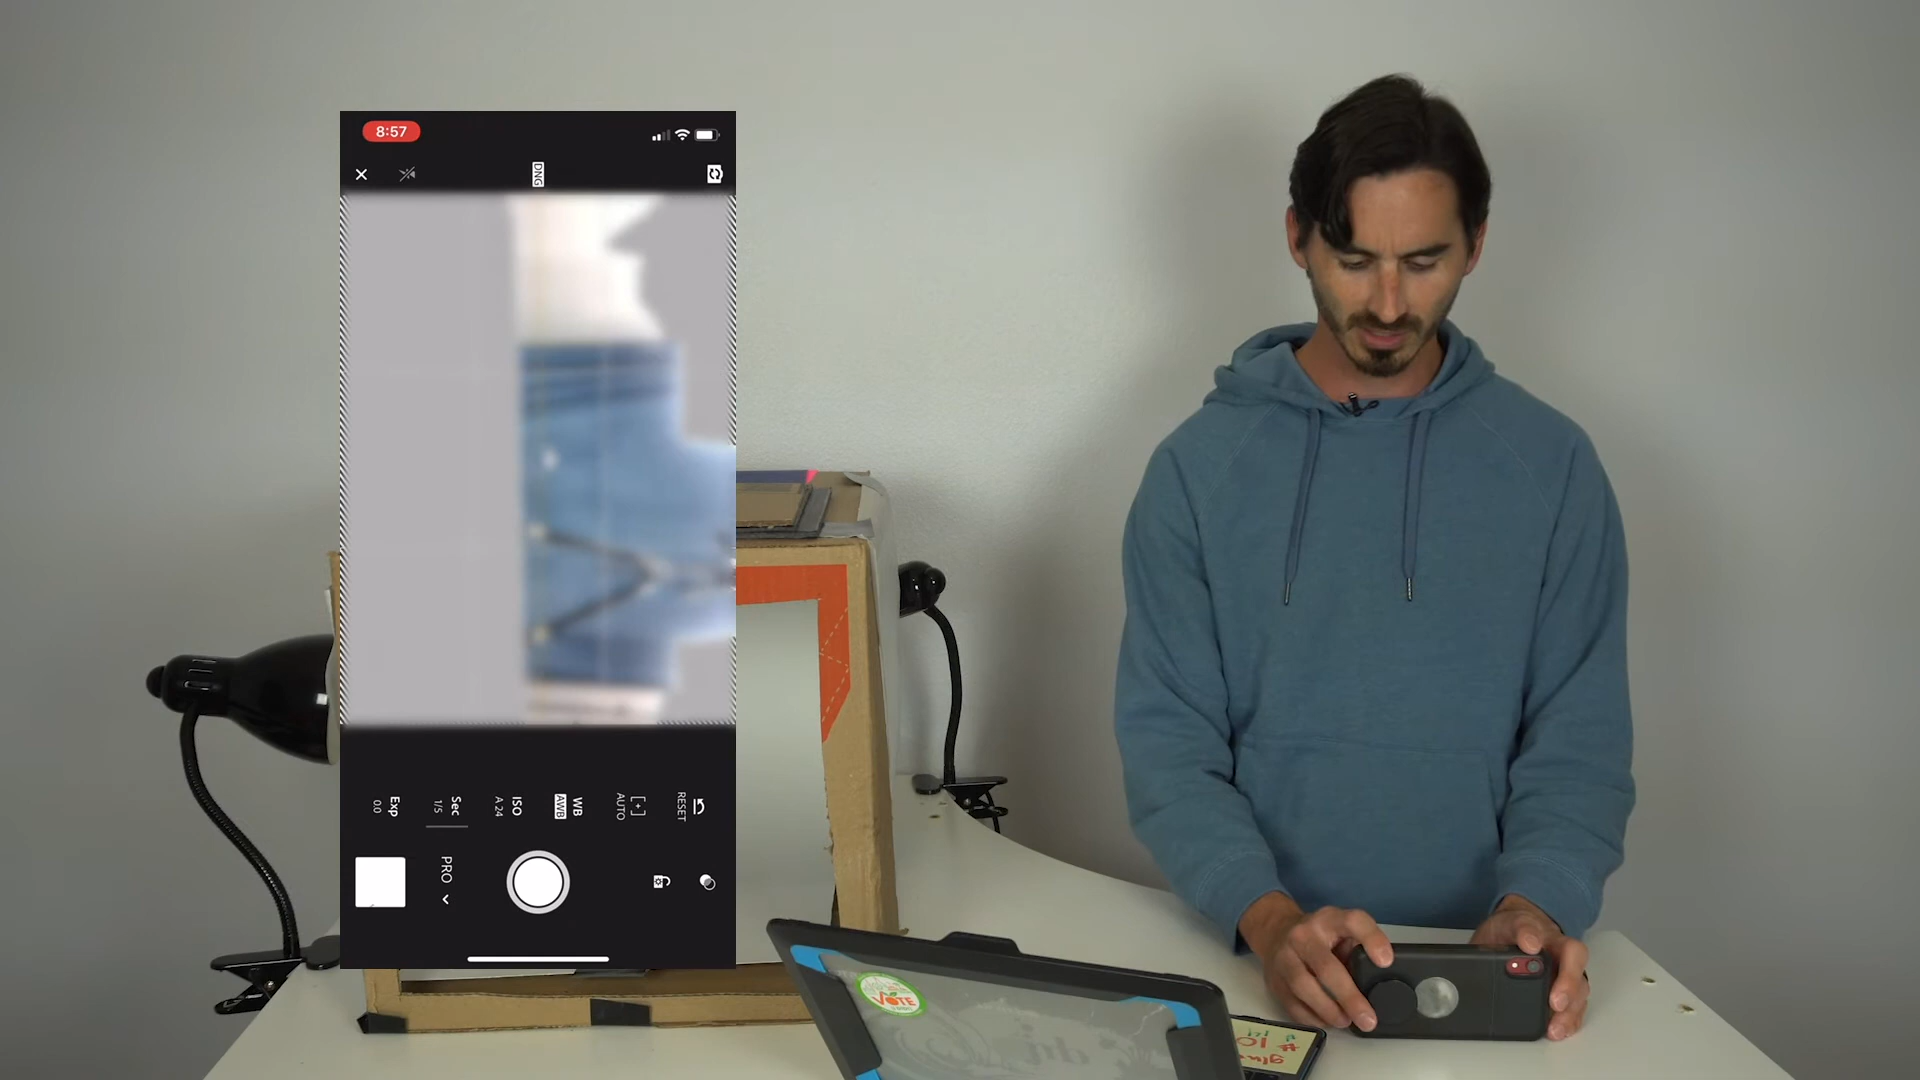 8:57
DNG
Exp
0.0
Sec
1/5
ISO
A 24
WB
AWB
[+]
AUTO
RESET
PRO
VOTE
#